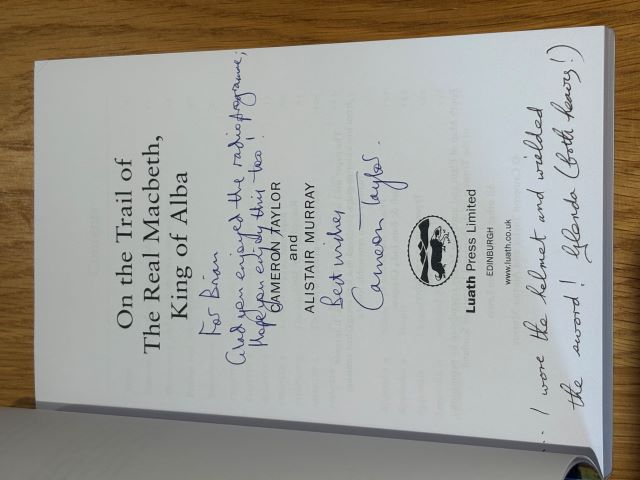 On the Trail of
The Real Macbeth,
King of Alba
For Brian
Glad you enjoyed the radio programme;
Hope you enjoy this too!
CAMERON TAYLOR
and
ALISTAIR MURRAY
Best wishes
Cameron Taylor.
Luath Press Limited
EDINBURGH
www.luath.co.uk
... I wore the helmet and wielded
the sword! Glenda (both heavy!)